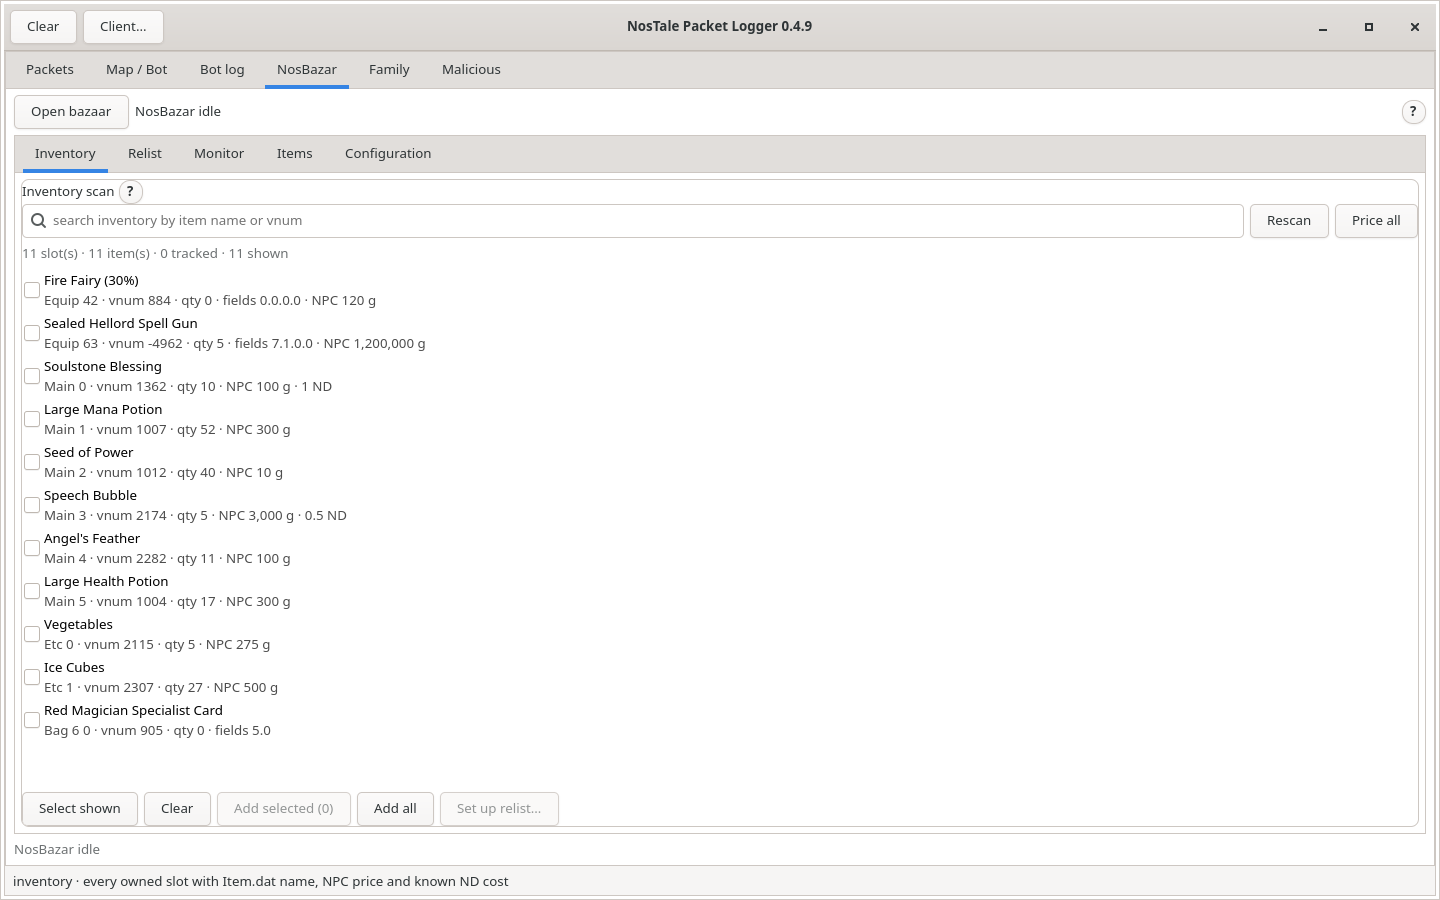 Clear
Client...
NosTale Packet Logger 0.4.9
Packets
Map / Bot
Bot log
NosBazar
Family
Malicious
Open bazaar
NosBazar idle
?
Inventory
Relist
Monitor
Items
Configuration
Inventory scan
?
search inventory by item name or vnum
Rescan
Price all
11 slot(s) · 11 item(s) · 0 tracked · 11 shown
Fire Fairy (30%)
Equip 42 · vnum 884 · qty 0 · fields 0.0.0.0 · NPC 120 g
Sealed Hellord Spell Gun
Equip 63 · vnum -4962 · qty 5 · fields 7.1.0.0 · NPC 1,200,000 g
Soulstone Blessing
Main 0 · vnum 1362 · qty 10 · NPC 100 g · 1 ND
Large Mana Potion
Main 1 · vnum 1007 · qty 52 · NPC 300 g
Seed of Power
Main 2 · vnum 1012 · qty 40 · NPC 10 g
Speech Bubble
Main 3 · vnum 2174 · qty 5 · NPC 3,000 g · 0.5 ND
Angel's Feather
Main 4 · vnum 2282 · qty 11 · NPC 100 g
Large Health Potion
Main 5 · vnum 1004 · qty 17 · NPC 300 g
Vegetables
Etc 0 · vnum 2115 · qty 5 · NPC 275 g
Ice Cubes
Etc 1 · vnum 2307 · qty 27 · NPC 500 g
Red Magician Specialist Card
Bag 6 0 · vnum 905 · qty 0 · fields 5.0
Select shown
Clear
Add selected (0)
Add all
Set up relist...
NosBazar idle
inventory · every owned slot with Item.dat name, NPC price and known ND cost